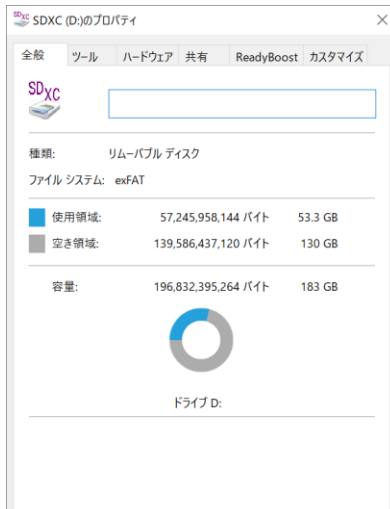 SDXC SDXC (D:)のプロパティ
全般 ツール ハードウェア 共有 ReadyBoost カスタマイズ
SDXC
種類: リムーバブル ディスク
ファイル システム: exFAT
使用領域: 57,245,958,144 バイト 53.3 GB
空き領域: 139,586,437,120 バイト 130 GB
容量: 196,832,395,264 バイト 183 GB
ドライブ D: